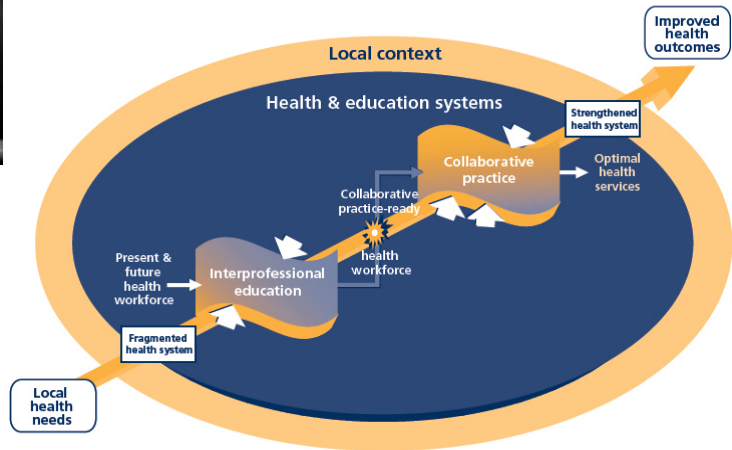 Improved
health
outcomes
Local context
Health & education systems
Strengthened
health system
Collaborative
practice
Optimal
health
services
Collaborative
practice-ready
health
workforce
Present &
future
health
workforce
Interprofessional
education
Fragmented
health system
Local
health
needs